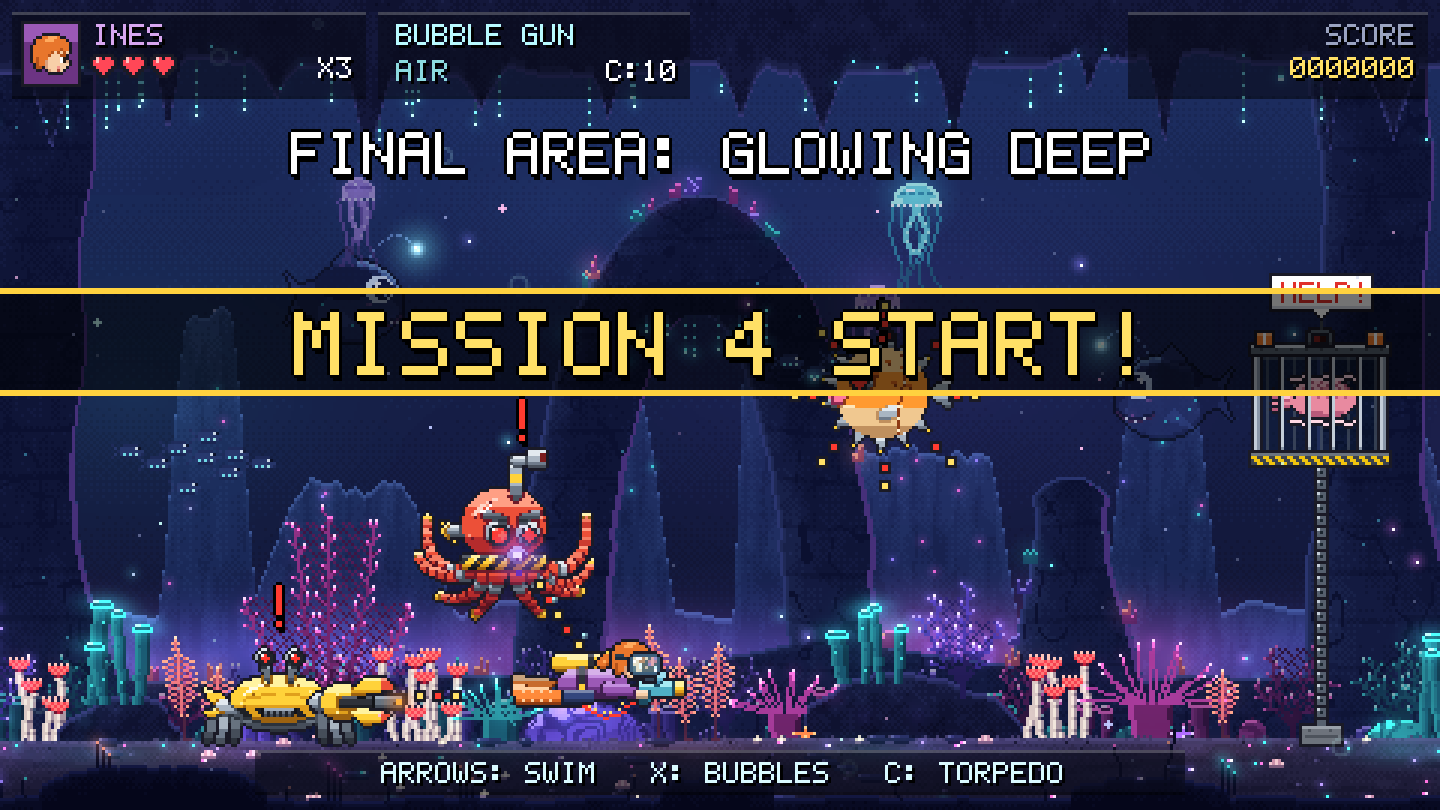 INES
X3
BUBBLE GUN
AIR C:10
SCORE
0000000
FINAL AREA: GLOWING DEEP
HELP!
MISSION 4 START!
!
!
ARROWS: SWIM X: BUBBLES C: TORPEDO